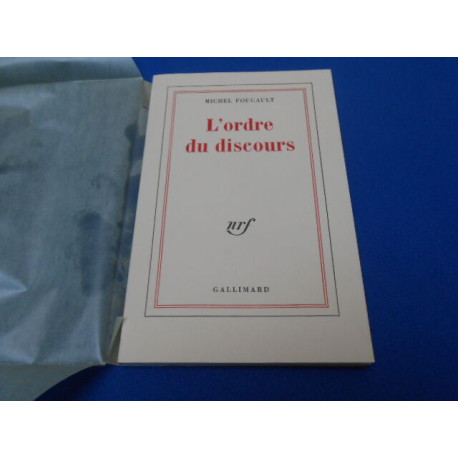 MICHEL FOUCAULT
L'ordre
du discours
nrf
GALLIMARD